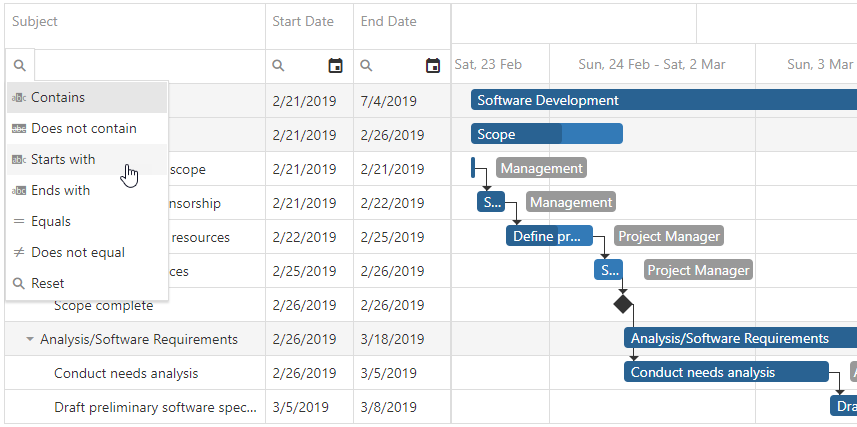 Subject Start Date End Date
Sat, 23 Feb Sun, 24 Feb - Sat, 2 Mar Sun, 3 Mar
abc Contains 2/21/2019 7/4/2019 Software Development
abc Does not contain 2/21/2019 2/26/2019 Scope
abc Starts with scope 2/21/2019 2/21/2019 Management
abc Ends with nsorship 2/21/2019 2/22/2019 S... Management
Equals resources 2/22/2019 2/25/2019 Define pr... Project Manager
Does not equal ces 2/25/2019 2/26/2019 S... Project Manager
Reset
Scope complete 2/26/2019 2/26/2019
Analysis/Software Requirements 2/26/2019 3/18/2019 Analysis/Software Requirements
Conduct needs analysis 2/26/2019 3/5/2019 Conduct needs analysis
Draft preliminary software spec... 3/5/2019 3/8/2019 Dra